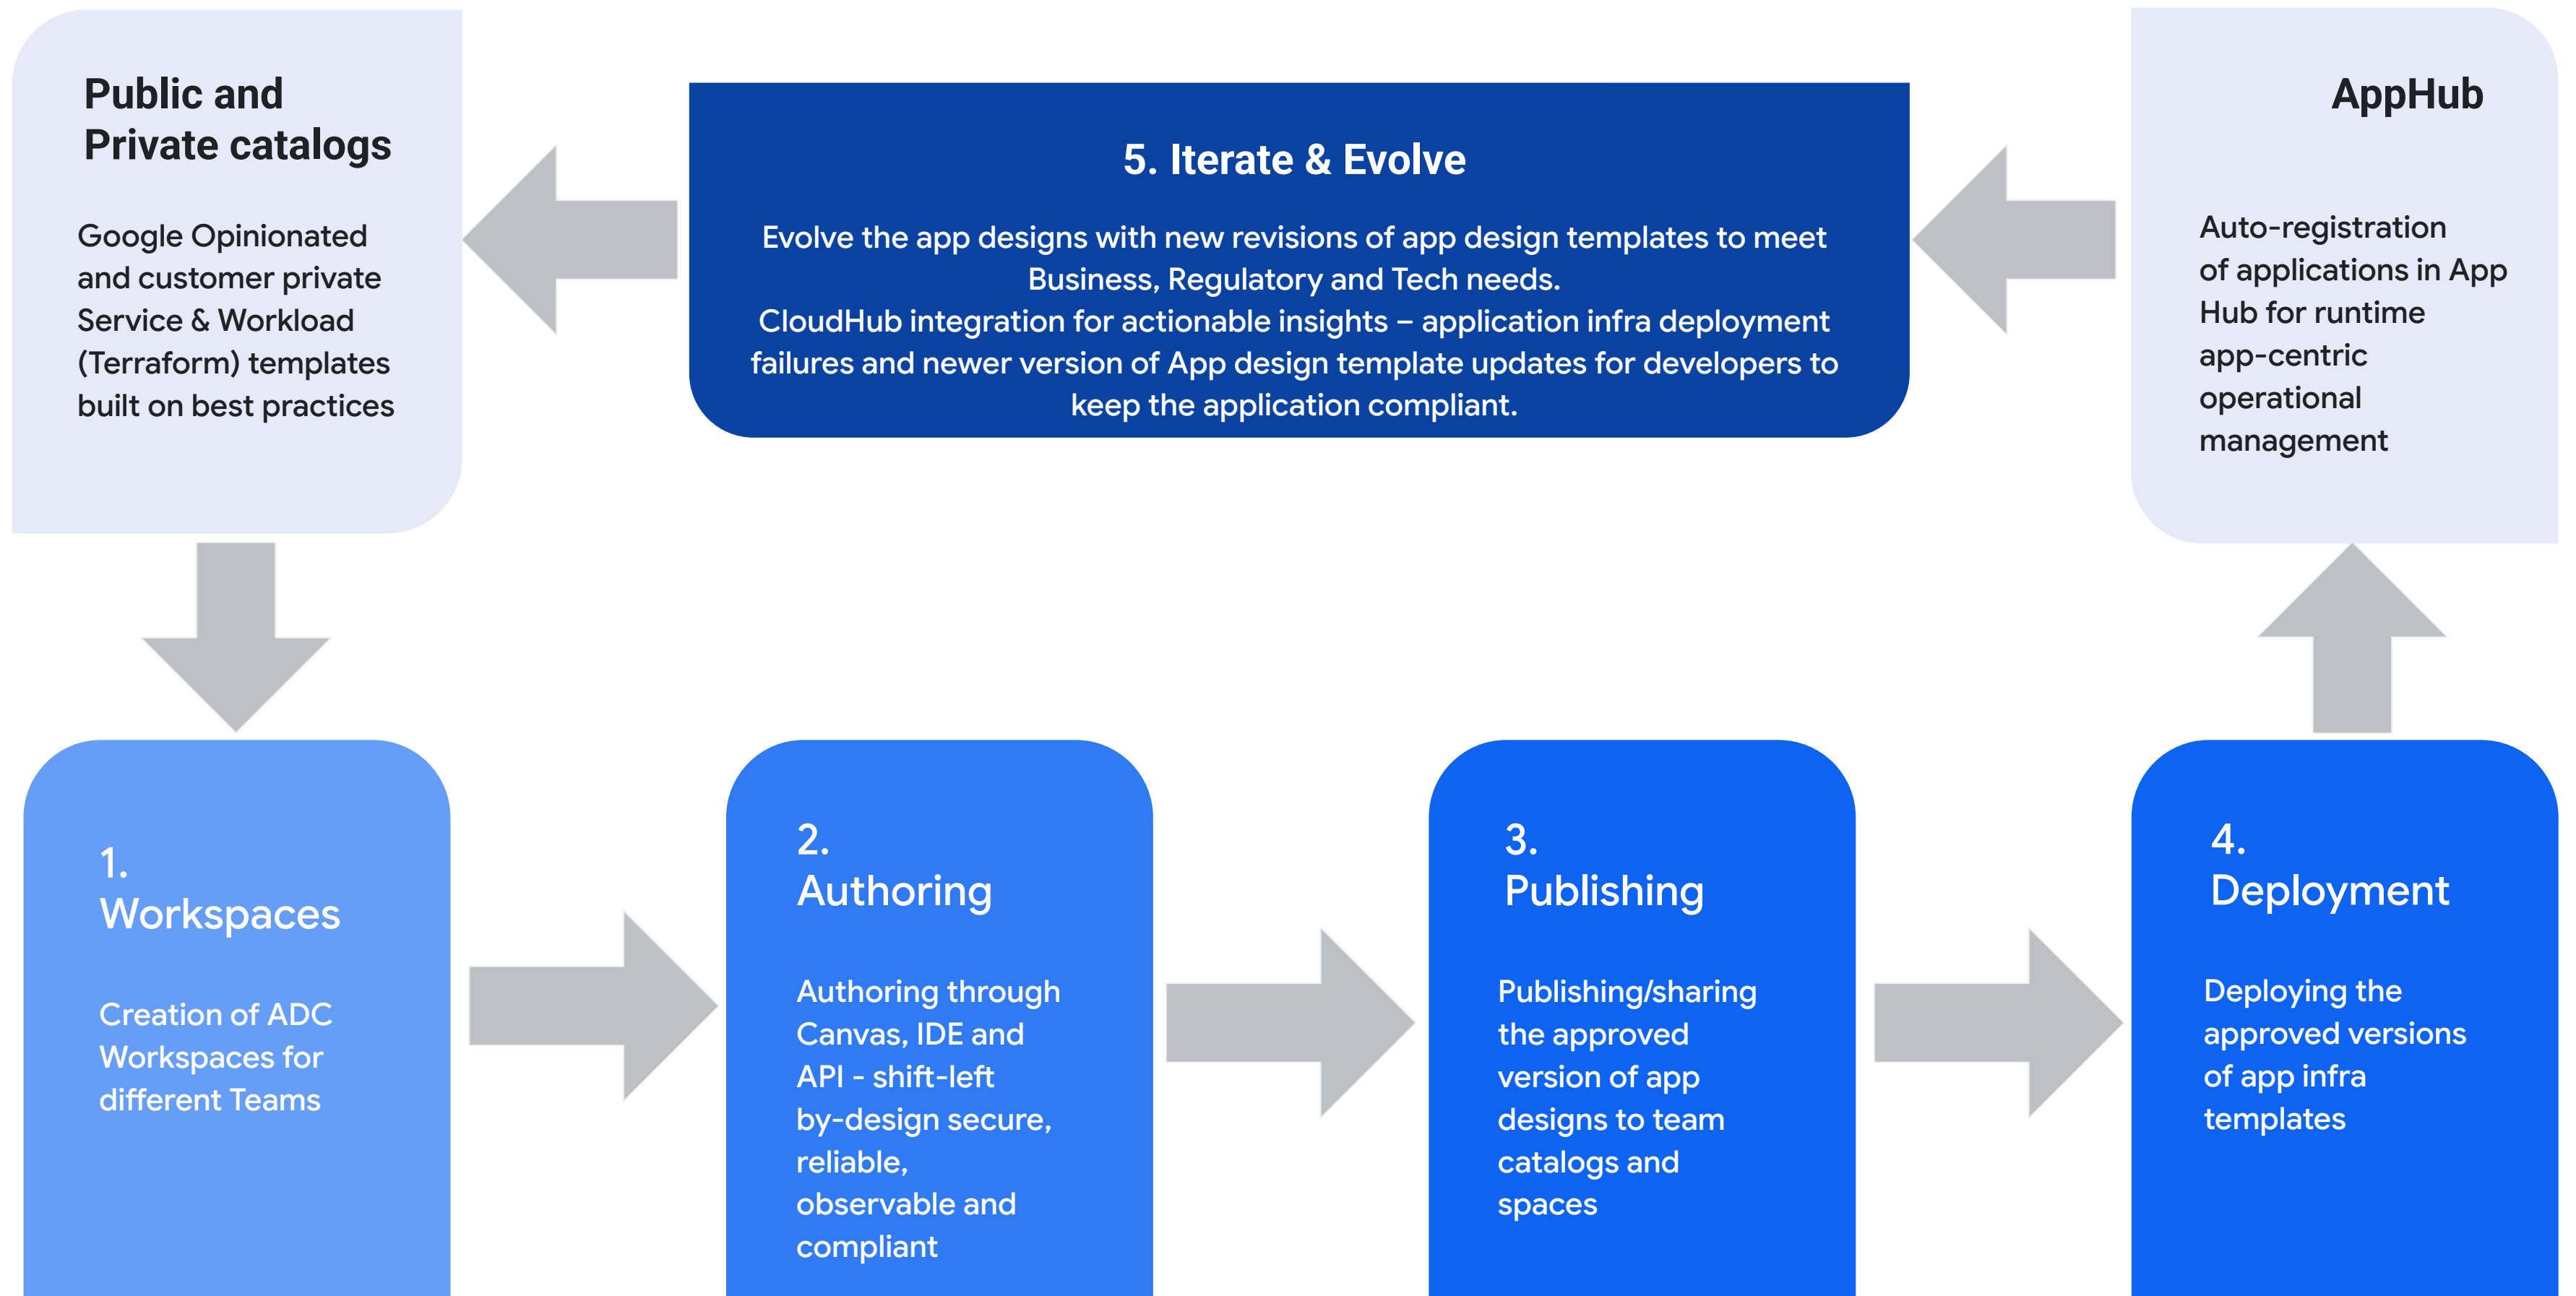 Public and
Private catalogs
Google Opinionated
and customer private
Service & Workload
(Terraform) templates
built on best practices
5. Iterate & Evolve
Evolve the app designs with new revisions of app design templates to meet
Business, Regulatory and Tech needs.
CloudHub integration for actionable insights – application infra deployment
failures and newer version of App design template updates for developers to
keep the application compliant.
AppHub
Auto-registration
of applications in App
Hub for runtime
app-centric
operational
management
1.
Workspaces
Creation of ADC
Workspaces for
different Teams
2.
Authoring
Authoring through
Canvas, IDE and
API - shift-left
by-design secure,
reliable,
observable and
compliant
3.
Publishing
Publishing/sharing
the approved
version of app
designs to team
catalogs and
spaces
4.
Deployment
Deploying the
approved versions
of app infra
templates